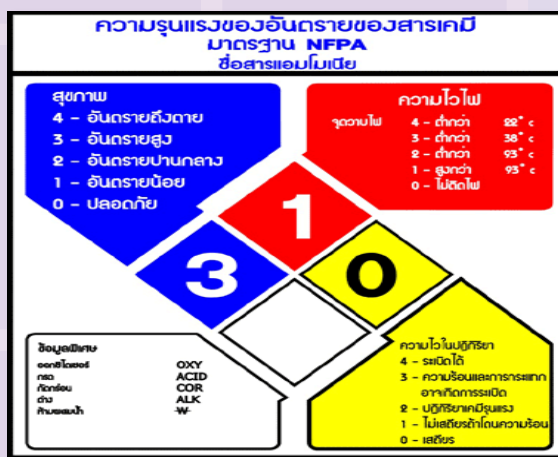 ความรุนแรงของอันตรายของสารเคมี
มาตรฐาน NFPA
ชื่อสารแอมโมเนีย
สุขภาพ
4 - อันตรายถึงตาย
3 - อันตรายสูง
2 - อันตรายปานกลาง
1 - อันตรายน้อย
0 - ปลอดภัย
ความไวไฟ
จุดวาบไฟ 4 - ต่ำกว่า 22° c
3 - ต่ำกว่า 38° c
2 - ต่ำกว่า 93° c
1 - สูงกว่า 93° c
0 - ไม่ติดไฟ
1
3
0
ข้อมูลพิเศษ
ออกซิไดเซอร์ OXY
กรด ACID
กัดกร่อน COR
ด่าง ALK
ห้ามผสมน้ำ W
ความไวในปฏิกิริยา
4 - ระเบิดได้
3 - ความร้อนและการกระแทก
อาจเกิดการระเบิด
2 - ปฏิกิริยาเคมีรุนแรง
1 - ไม่เสถียรถ้าโดนความร้อน
0 - เสถียร